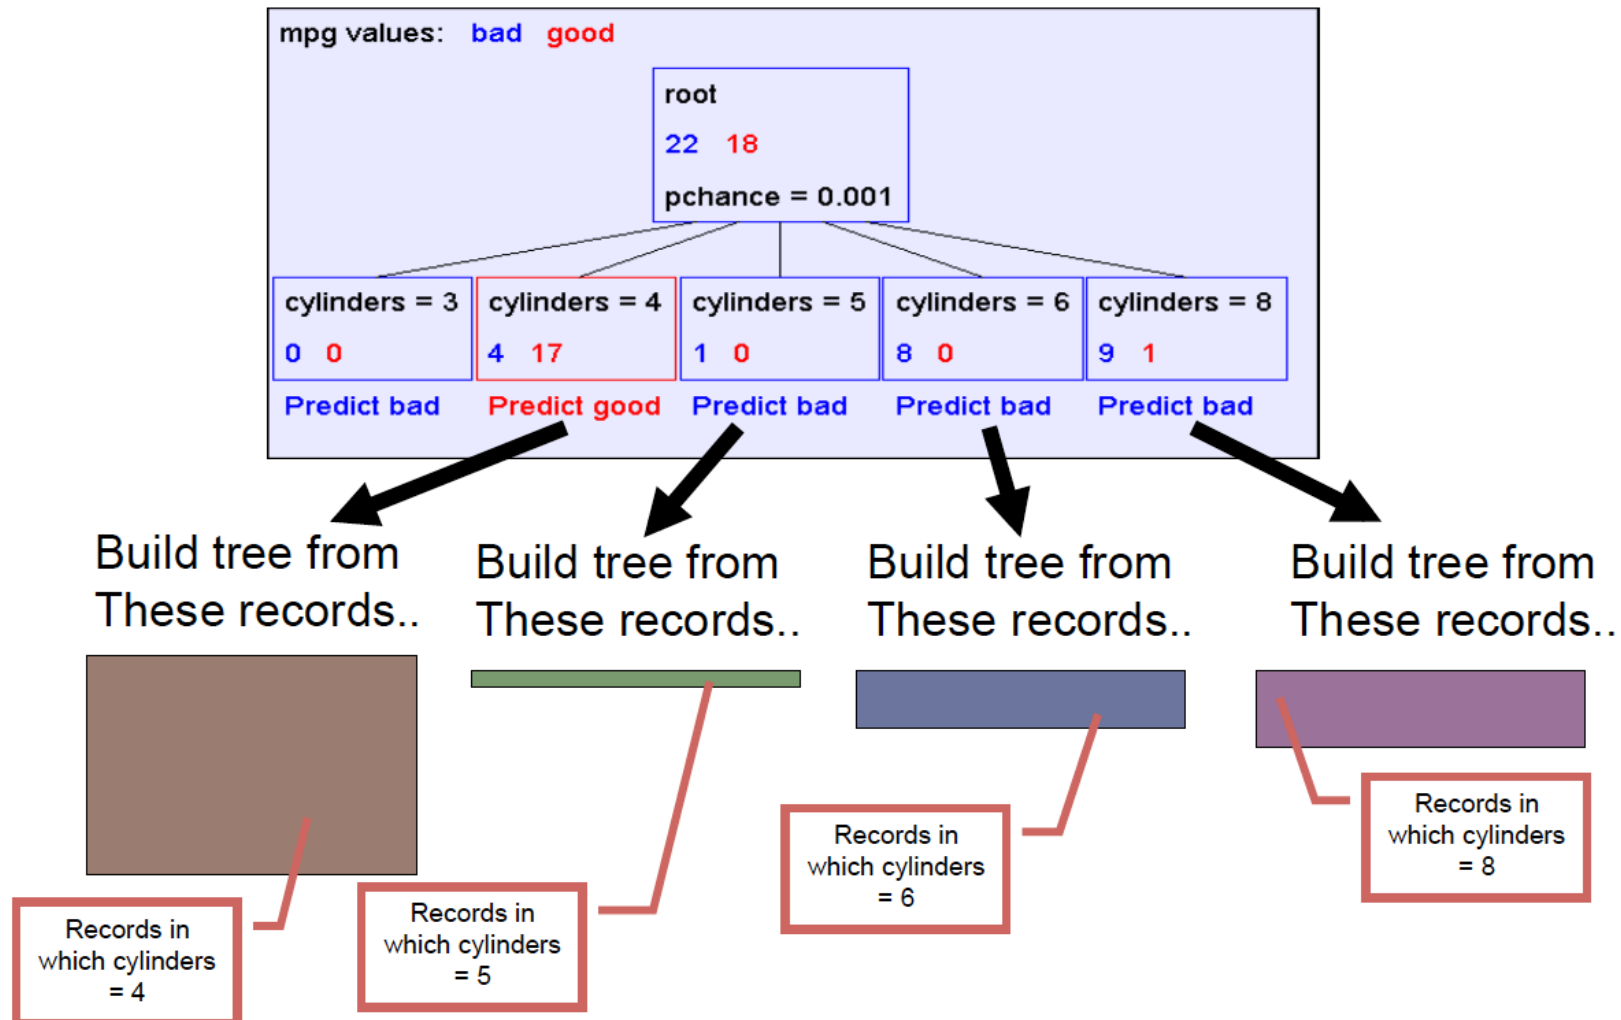 mpg values: bad good
root
22 18
pchance = 0.001
cylinders = 3
0 0
Predict bad
cylinders = 4
4 17
Predict good
cylinders = 5
1 0
Predict bad
cylinders = 6
8 0
Predict bad
cylinders = 8
9 1
Predict bad
Build tree from
These records..
Build tree from
These records..
Build tree from
These records..
Build tree from
These records..
Records in
which cylinders
= 4
Records in
which cylinders
= 5
Records in
which cylinders
= 6
Records in
which cylinders
= 8